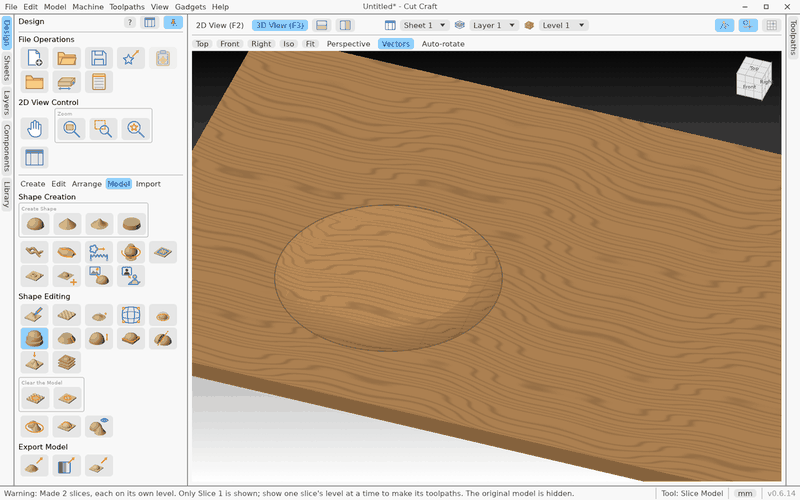 Untitled* - Cut Craft
File Edit Model Machine Toolpaths View Gadgets Help
Design
Sheets
Layers
Components
Library
Design
?
File Operations
2D View Control
Zoom
Create Edit Arrange Model Import
Shape Creation
Create Shape
Shape Editing
Clear the Model
Export Model
2D View (F2) 3D View (F3) Sheet 1 Layer 1 Level 1
Top Front Right Iso Fit Perspective Vectors Auto-rotate
Top
Front
Right
Toolpaths
Warning: Made 2 slices, each on its own level. Only Slice 1 is shown; show one slice's level at a time to make its toolpaths. The original model is hidden.
Tool: Slice Model mm v0.6.14